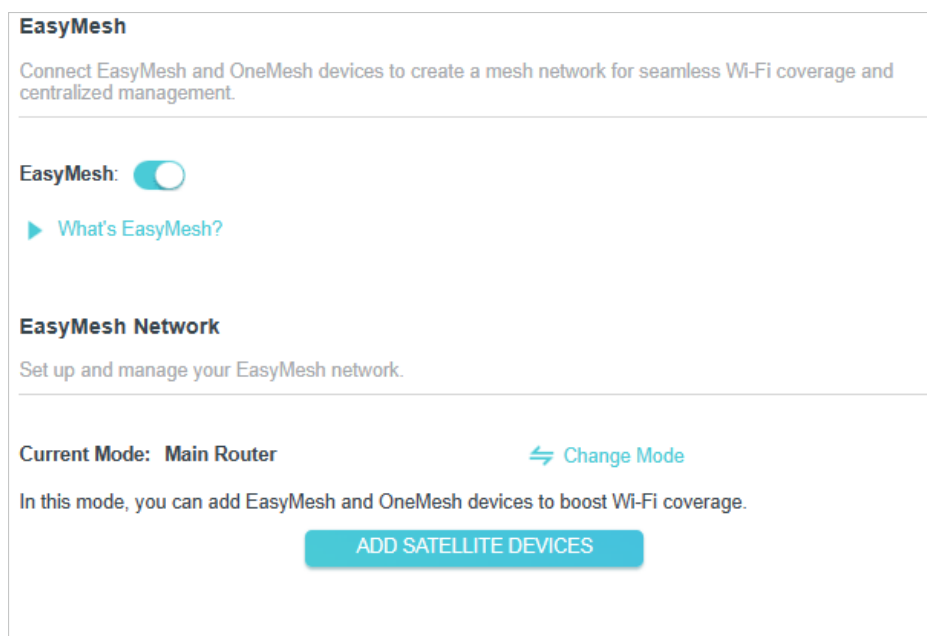 EasyMesh
Connect EasyMesh and OneMesh devices to create a mesh network for seamless Wi-Fi coverage and
centralized management.
EasyMesh:
What's EasyMesh?
EasyMesh Network
Set up and manage your EasyMesh network.
Current Mode: Main Router Change Mode
In this mode, you can add EasyMesh and OneMesh devices to boost Wi-Fi coverage.
ADD SATELLITE DEVICES